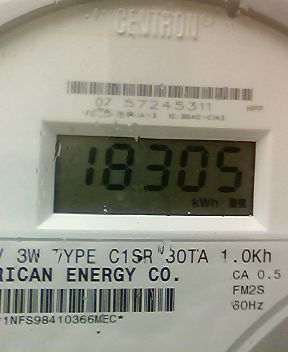 CENTRON
07 57245311
18305
kWh
3W TYPE C1SR 30TA 1.0Kh
RICAN ENERGY CO. CA 0.5
FM2S
60Hz
1NFS98410366MEC*